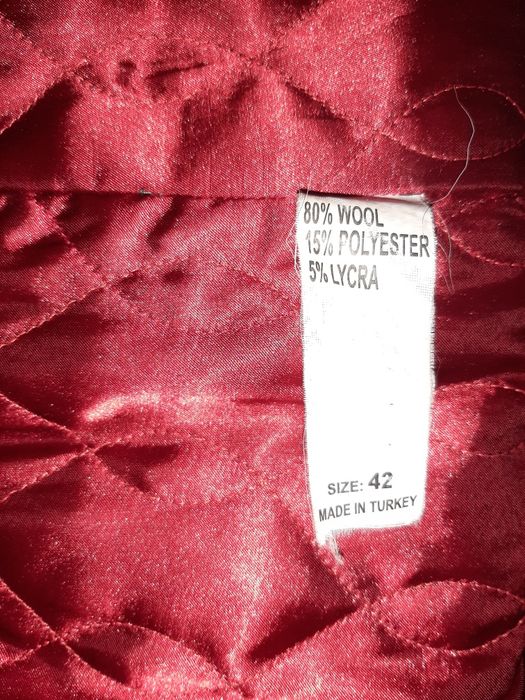 80% WOOL
15% POLYESTER
5% LYCRA
SIZE: 42
MADE IN TURKEY